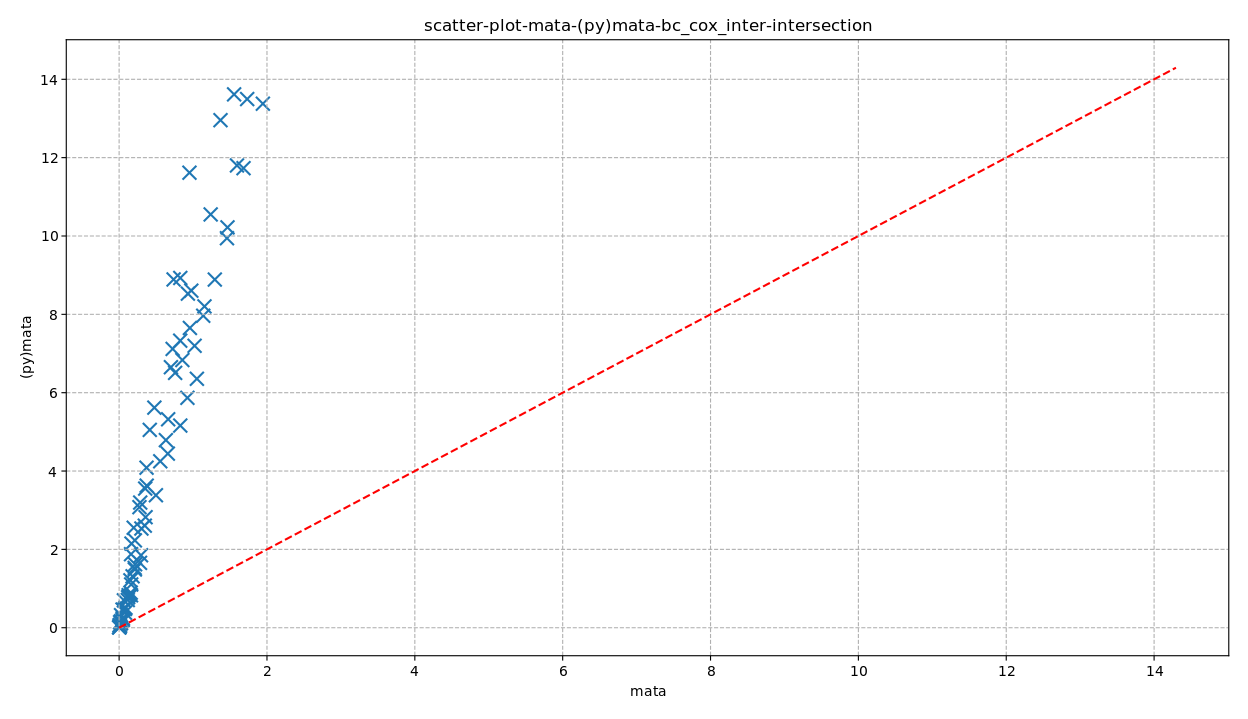 scatter-plot-mata-(py)mata-bc_cox_inter-intersection
14
12
10
8
6
4
2
0
(py)mata
0 2 4 6 8 10 12 14
mata